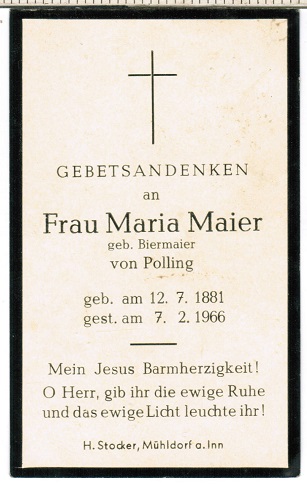 GEBETSANDENKEN
an
Frau Maria Maier
geb. Biermaier
von Polling
geb. am 12. 7. 1881
gest. am 7. 2. 1966
Mein Jesus Barmherzigkeit!
O Herr, gib ihr die ewige Ruhe
und das ewige Licht leuchte ihr!
H. Stocker, Mühldorf a. Inn